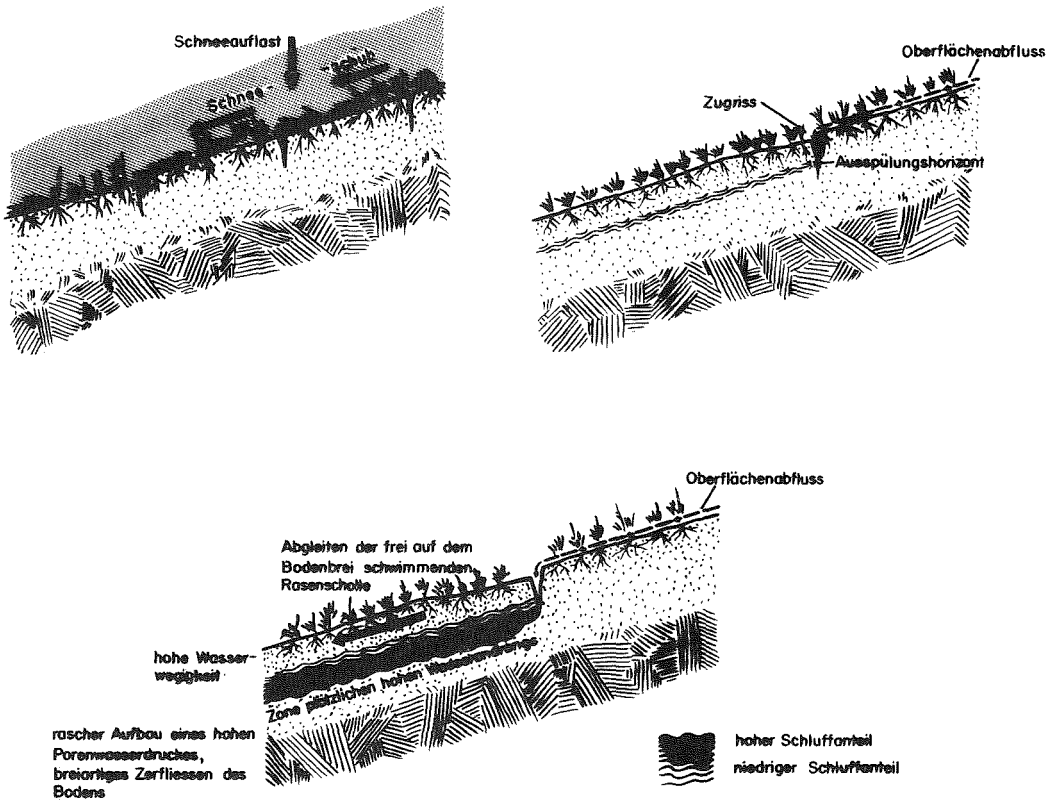 Schneeauflast
Schnee
-schub
Oberflächenabfluss
Zugriss
Ausspülungshorizont
Oberflächenabfluss
Abgleiten der frei auf dem
Bodenbrei schwimmenden
Rasenscholle
hohe Wasser-
wegigkeit
Zone plötzlichen hohen Wasserandrangs
rascher Aufbau eines hohen
Porenwasserdruckes,
breiartiges Zerfliessen des
Bodens
hoher Schluffanteil
niedriger Schluffanteil